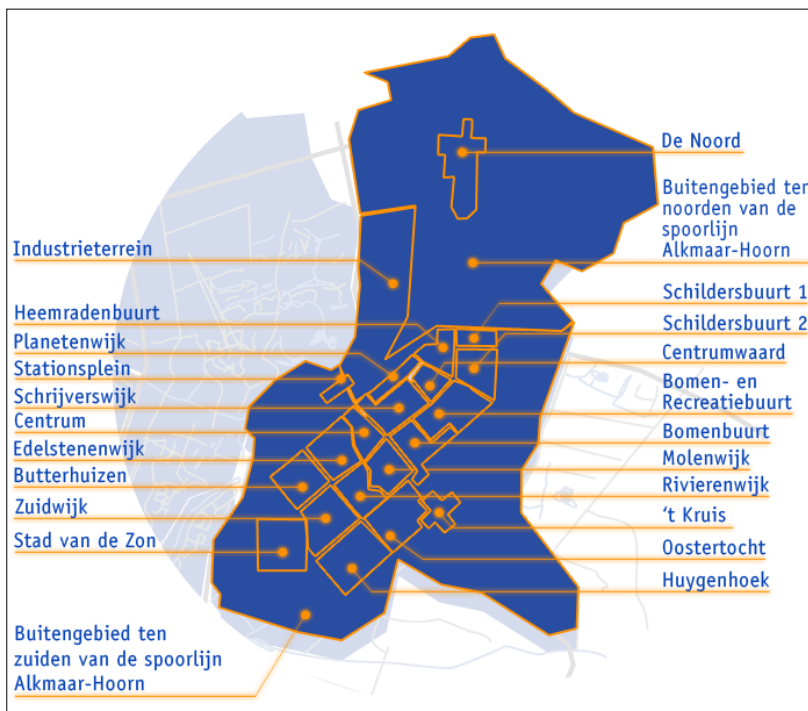 De Noord
Buitengebied ten
noorden van de
spoorlijn
Alkmaar-Hoorn
Industrieterrein
Schildersbuurt 1
Heemradenbuurt
Schildersbuurt 2
Planetenwijk
Centrumwaard
Stationsplein
Bomen- en
Recreatiebuurt
Schrijverswijk
Centrum
Bomenbuurt
Edelstenenwijk
Molenwijk
Butterhuizen
Rivierenwijk
Zuidwijk
‘t Kruis
Stad van de Zon
Oostertocht
Huygenhoek
Buitengebied ten
zuiden van de spoorlijn
Alkmaar-Hoorn